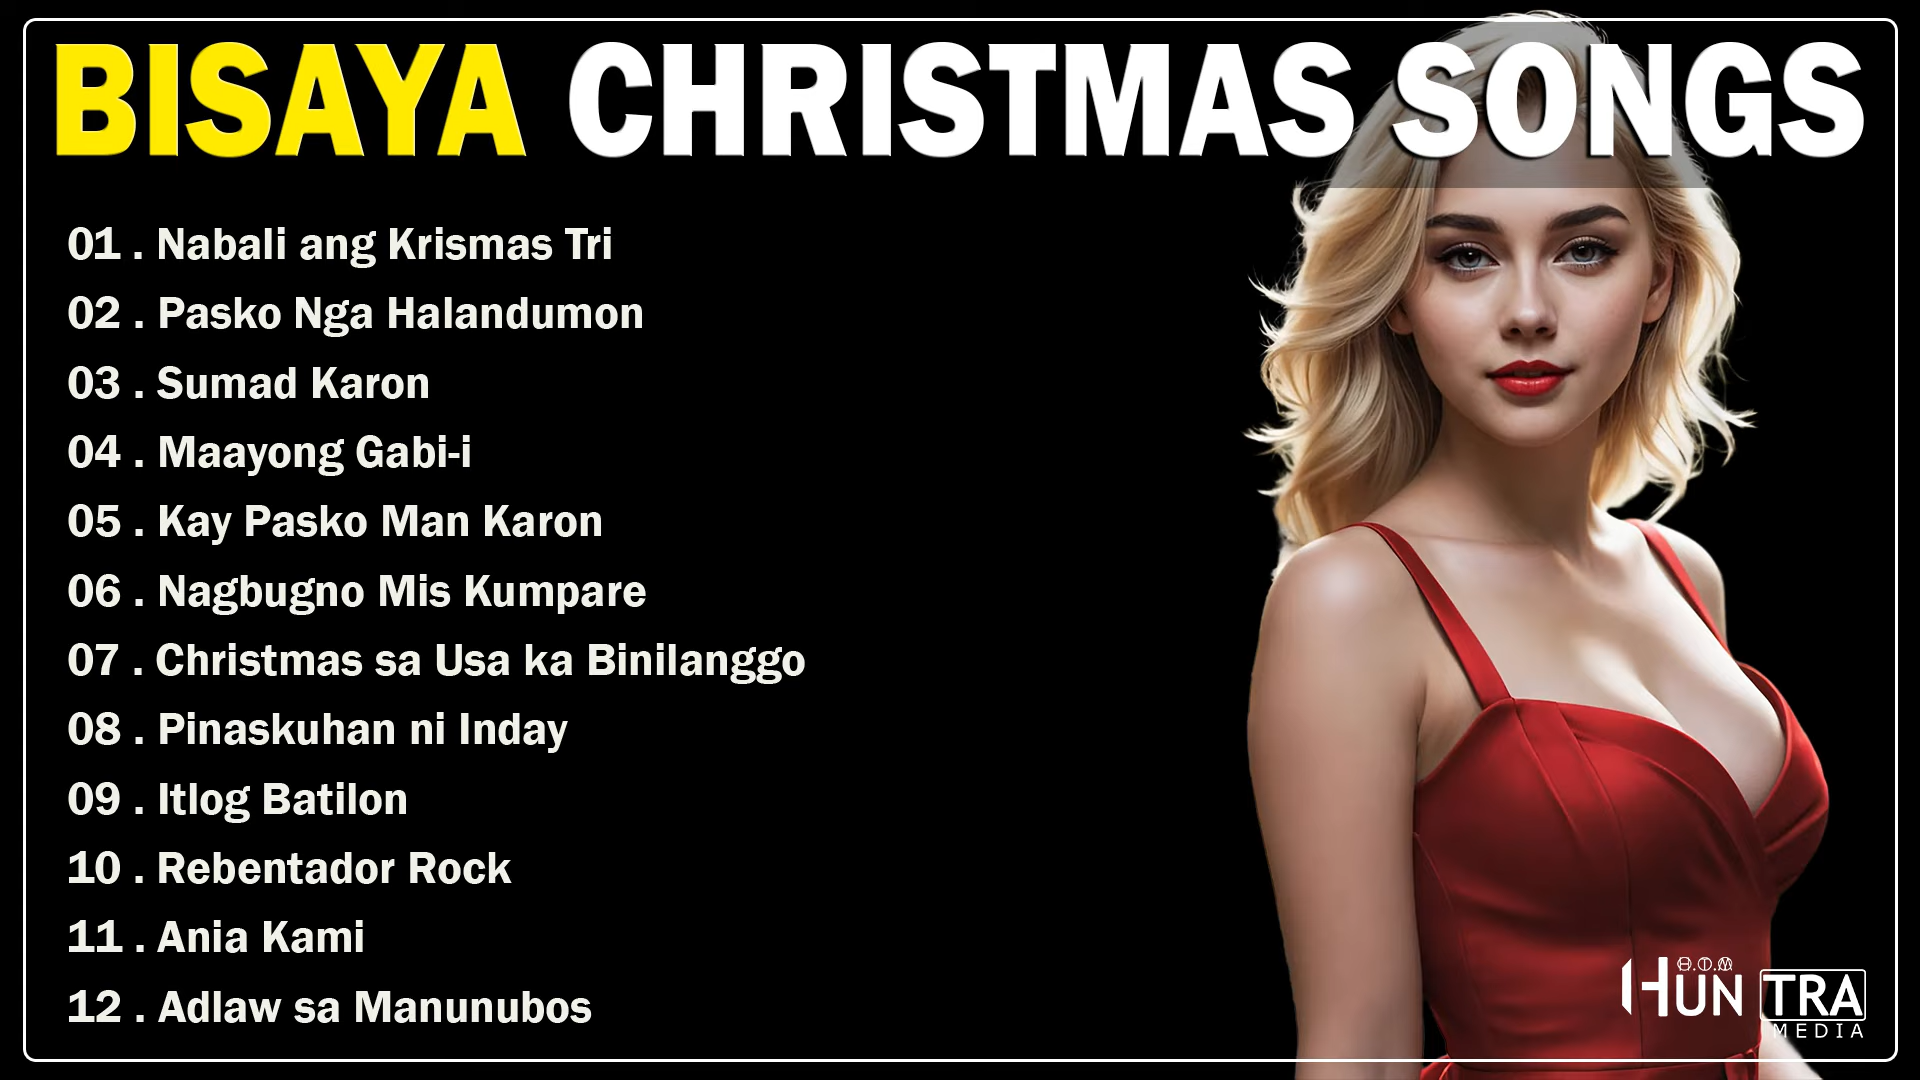 BISAYA CHRISTMAS SONGS
01 . Nabali ang Krismas Tri
02 . Pasko Nga Halandumon
03 . Sumad Karon
04 . Maayong Gabi-i
05 . Kay Pasko Man Karon
06 . Nagbugno Mis Kumpare
07 . Christmas sa Usa ka Binilanggo
08 . Pinaskuhan ni Inday
09 . Itlog Batilon
10 . Rebentador Rock
11 . Ania Kami
12 . Adlaw sa Manunubos
H.T.M
HUN TRA
MEDIA